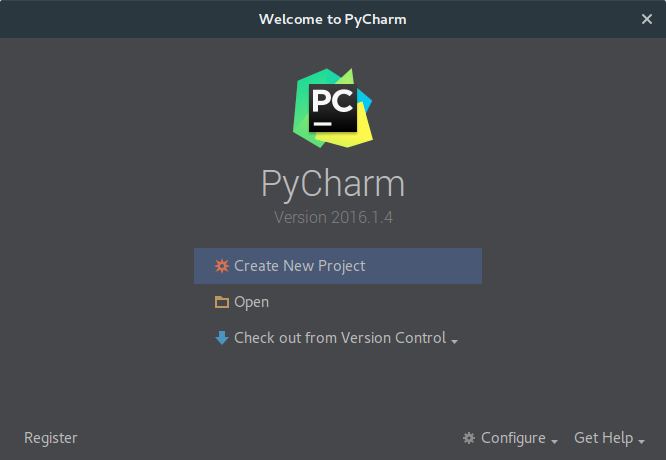 Welcome to PyCharm
PC
PyCharm
Version 2016.1.4
Create New Project
Open
Check out from Version Control
Register
Configure
Get Help